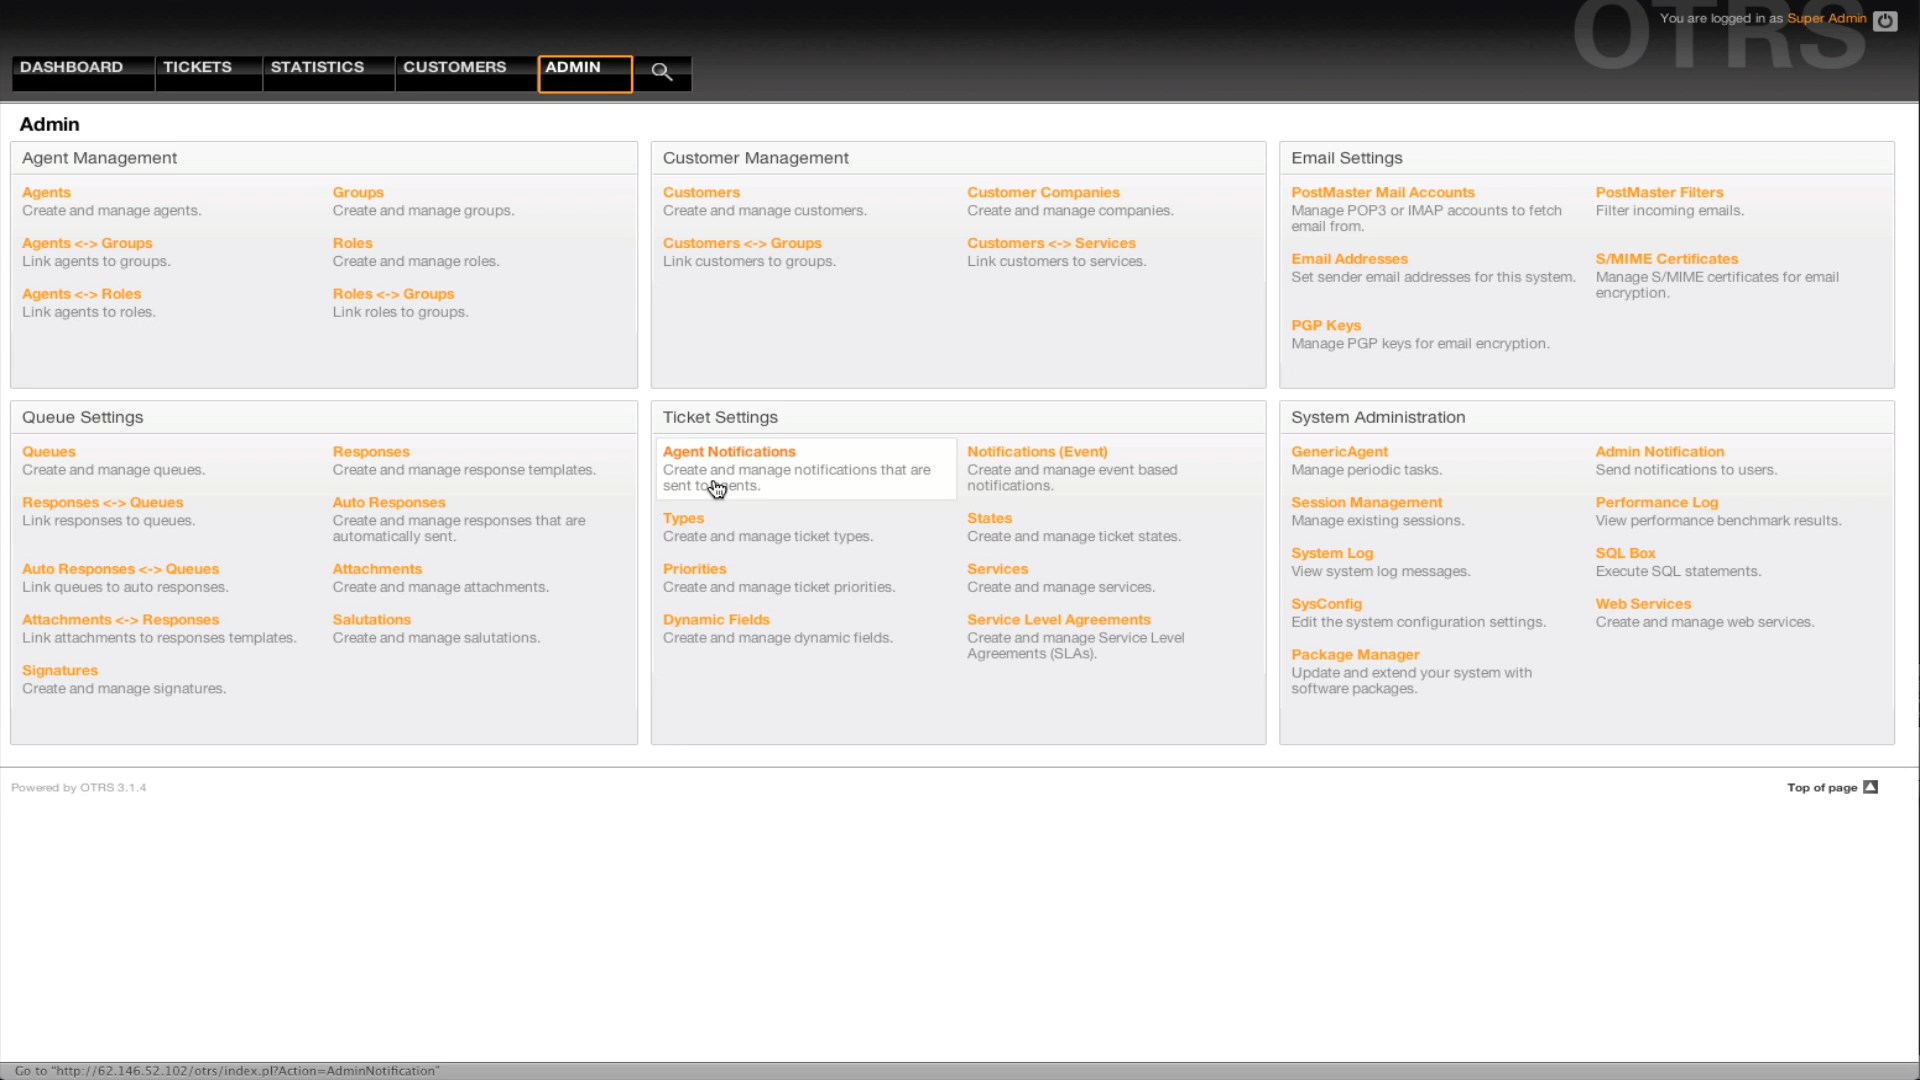 OTRS
You are logged in as Super Admin
DASHBOARD TICKETS STATISTICS CUSTOMERS ADMIN
Admin
Agent Management
Agents
Create and manage agents.
Groups
Create and manage groups.
Agents <-> Groups
Link agents to groups.
Roles
Create and manage roles.
Agents <-> Roles
Link agents to roles.
Roles <-> Groups
Link roles to groups.
Customer Management
Customers
Create and manage customers.
Customer Companies
Create and manage companies.
Customers <-> Groups
Link customers to groups.
Customers <-> Services
Link customers to services.
Email Settings
PostMaster Mail Accounts
Manage POP3 or IMAP accounts to fetch
email from.
PostMaster Filters
Filter incoming emails.
Email Addresses
Set sender email addresses for this system.
S/MIME Certificates
Manage S/MIME certificates for email
encryption.
PGP Keys
Manage PGP keys for email encryption.
Queue Settings
Queues
Create and manage queues.
Responses
Create and manage response templates.
Responses <-> Queues
Link responses to queues.
Auto Responses
Create and manage responses that are
automatically sent.
Auto Responses <-> Queues
Link queues to auto responses.
Attachments
Create and manage attachments.
Attachments <-> Responses
Link attachments to responses templates.
Salutations
Create and manage salutations.
Signatures
Create and manage signatures.
Ticket Settings
Agent Notifications
Create and manage notifications that are
sent to agents.
Notifications (Event)
Create and manage event based
notifications.
Types
Create and manage ticket types.
States
Create and manage ticket states.
Priorities
Create and manage ticket priorities.
Services
Create and manage services.
Dynamic Fields
Create and manage dynamic fields.
Service Level Agreements
Create and manage Service Level
Agreements (SLAs).
System Administration
GenericAgent
Manage periodic tasks.
Admin Notification
Send notifications to users.
Session Management
Manage existing sessions.
Performance Log
View performance benchmark results.
System Log
View system log messages.
SQL Box
Execute SQL statements.
SysConfig
Edit the system configuration settings.
Web Services
Create and manage web services.
Package Manager
Update and extend your system with
software packages.
Powered by OTRS 3.1.4
Top of page
Go to "http://62.146.52.102/otrs/index.pl?Action=AdminNotification"